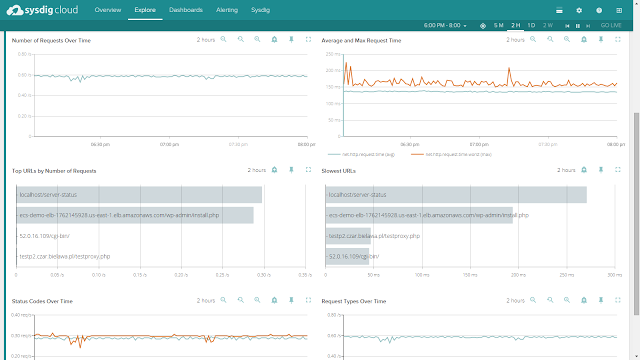 sysdig cloud Overview Explore Dashboards Alerting Sysdig
6:00 PM - 8:00 5 M 2 H 1 D 2 W GO LIVE
Number of Requests Over Time 2 hours
Average and Max Request Time 2 hours
0.80 /s
0.60 /s
0.40 /s
0.20 /s
0.00 /s
06:30 pm 07:00 pm 07:30 pm 08:00 pm
250 ms
200 ms
150 ms
100 ms
50 ms
0 ms
06:30 pm 07:00 pm 07:30 pm 08:00 pm
net.http.request.time (avg) net.http.request.time.worst (max)
Top URLs by Number of Requests 2 hours
Slowest URLs 2 hours
- localhost/server-status
- ecs-demo-elb-1762145928.us-east-1.elb.amazonaws.com/wp-admin/install.php
- 52.0.16.109/cgi-bin/
- testp2.czar.bielawa.pl/testproxy.php
0 /s 0.05 /s 0.1 /s 0.15 /s 0.2 /s 0.25 /s 0.3 /s 0.35 /s
- localhost/server-status
- ecs-demo-elb-1762145928.us-east-1.elb.amazonaws.com/wp-admin/install.php
- testp2.czar.bielawa.pl/testproxy.php
- 52.0.16.109/cgi-bin/
0 ms 50 ms 100 ms 150 ms 200 ms 250 ms 300 ms
Status Codes Over Time 2 hours
Request Types Over Time 2 hours
0.80 /s
0.60 /s